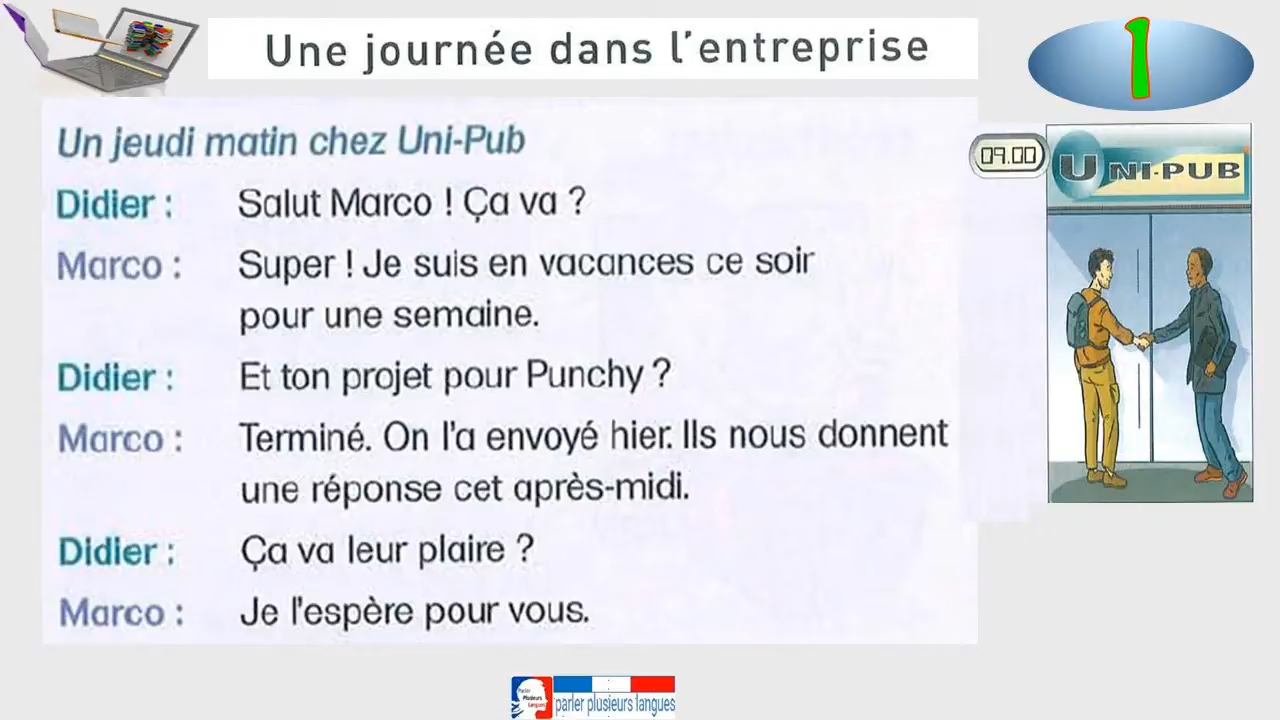 Une journée dans l'entreprise
1
Un jeudi matin chez Uni-Pub
09.00
UNI-PUB
Didier : Salut Marco ! Ça va ?
Marco : Super ! Je suis en vacances ce soir
pour une semaine.
Didier : Et ton projet pour Punchy ?
Marco : Terminé. On l'a envoyé hier. Ils nous donnent
une réponse cet après-midi.
Didier : Ça va leur plaire ?
Marco : Je l'espère pour vous.
Parler
Plusieurs
Langues
parler plusieurs langues